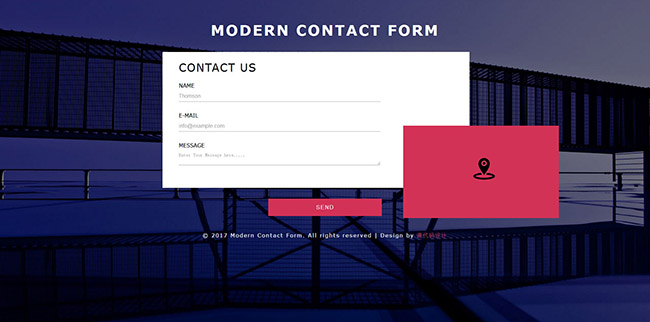 MODERN CONTACT FORM
CONTACT US
NAME
Thomson
E-MAIL
info@example.com
MESSAGE
Enter Your Message here.....
SEND
© 2017 Modern Contact Form. All rights reserved | Design by